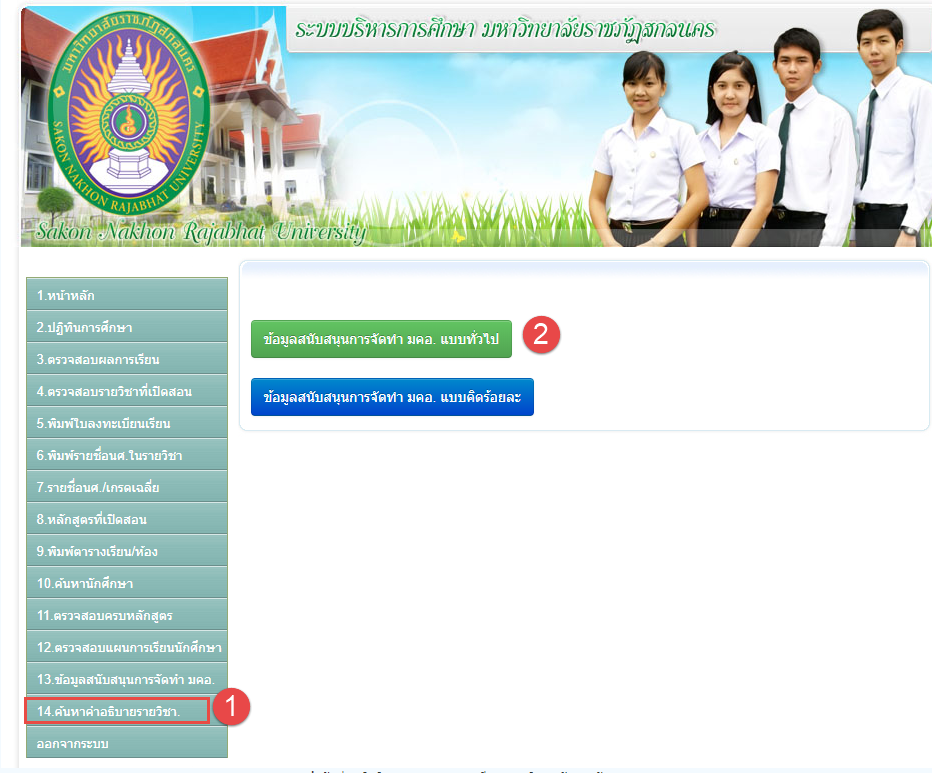 ระบบบริหารการศึกษา มหาวิทยาลัยราชภัฏสกลนคร
มหาวิทยาลัยราชภัฏสกลนคร
SAKON NAKHON RAJABHAT UNIVERSITY
Sakon Nakhon Rajabhat University
1.หน้าหลัก
2.ปฏิทินการศึกษา
3.ตรวจสอบผลการเรียน
4.ตรวจสอบรายวิชาที่เปิดสอน
5.พิมพ์ใบลงทะเบียนเรียน
6.พิมพ์รายชื่อนศ.ในรายวิชา
7.รายชื่อนศ./เกรดเฉลี่ย
8.หลักสูตรที่เปิดสอน
9.พิมพ์ตารางเรียน/ห้อง
10.ค้นหานักศึกษา
11.ตรวจสอบครบหลักสูตร
12.ตรวจสอบแผนการเรียนนักศึกษา
13.ข้อมูลสนับสนุนการจัดทำ มคอ.
14.ค้นหาคำอธิบายรายวิชา.
1
ออกจากระบบ
ข้อมูลสนับสนุนการจัดทำ มคอ. แบบทั่วไป
2
ข้อมูลสนับสนุนการจัดทำ มคอ. แบบคิดร้อยละ